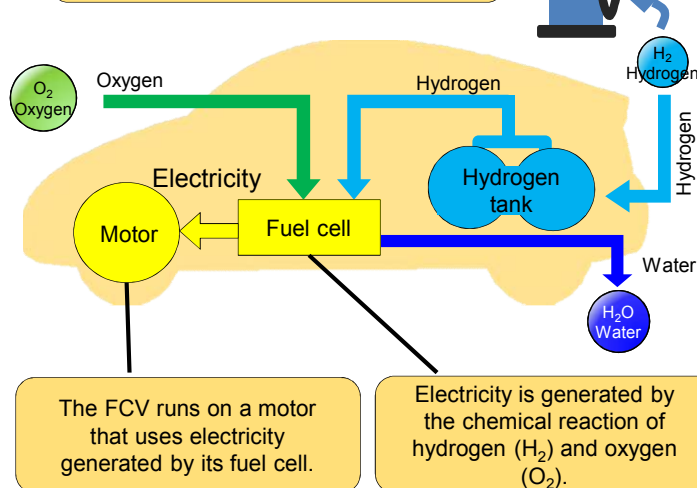 O₂
Oxygen
Oxygen
Hydrogen
H₂
Hydrogen
Hydrogen
Electricity
Hydrogen
tank
Motor
Fuel cell
Water
H₂O
Water
The FCV runs on a motor
that uses electricity
generated by its fuel cell.
Electricity is generated by
the chemical reaction of
hydrogen (H₂) and oxygen
(O₂).